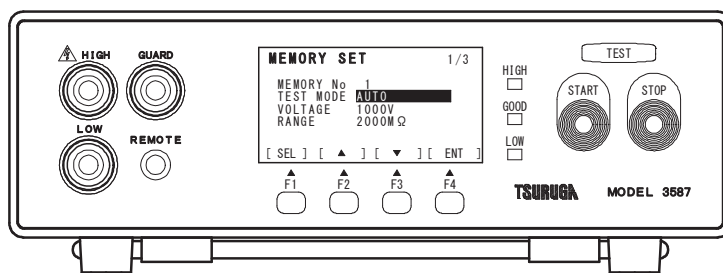 HIGH GUARD
LOW
REMOTE
MEMORY SET 1/3
MEMORY No 1
TEST MODE AUTO
VOLTAGE 1000V
RANGE 2000MΩ
[ SEL ] [ ▲ ] [ ▼ ] [ ENT ]
F1 F2 F3 F4
HIGH
GOOD
LOW
TEST
START STOP
TSURUGA MODEL 3587